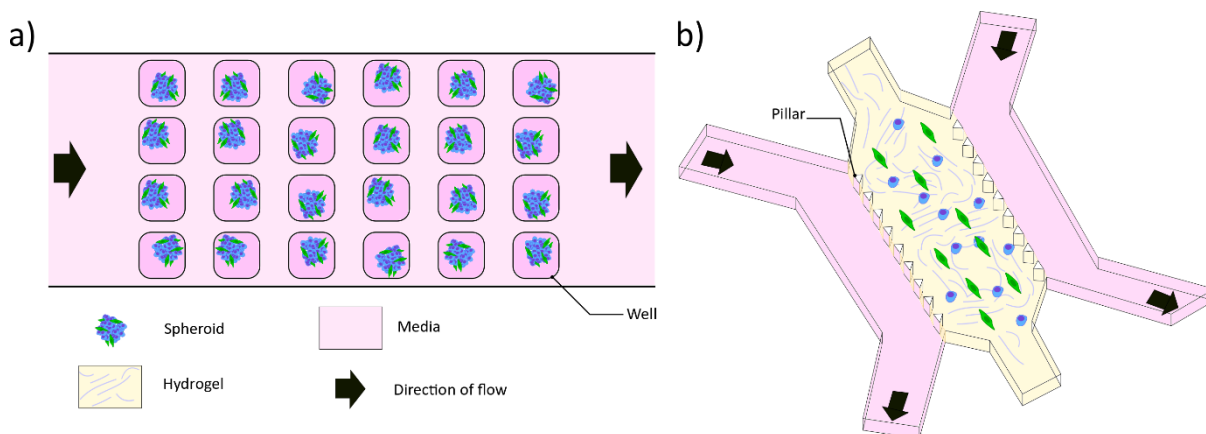 a)
Well
Spheroid
Media
Hydrogel
Direction of flow
b)
Pillar